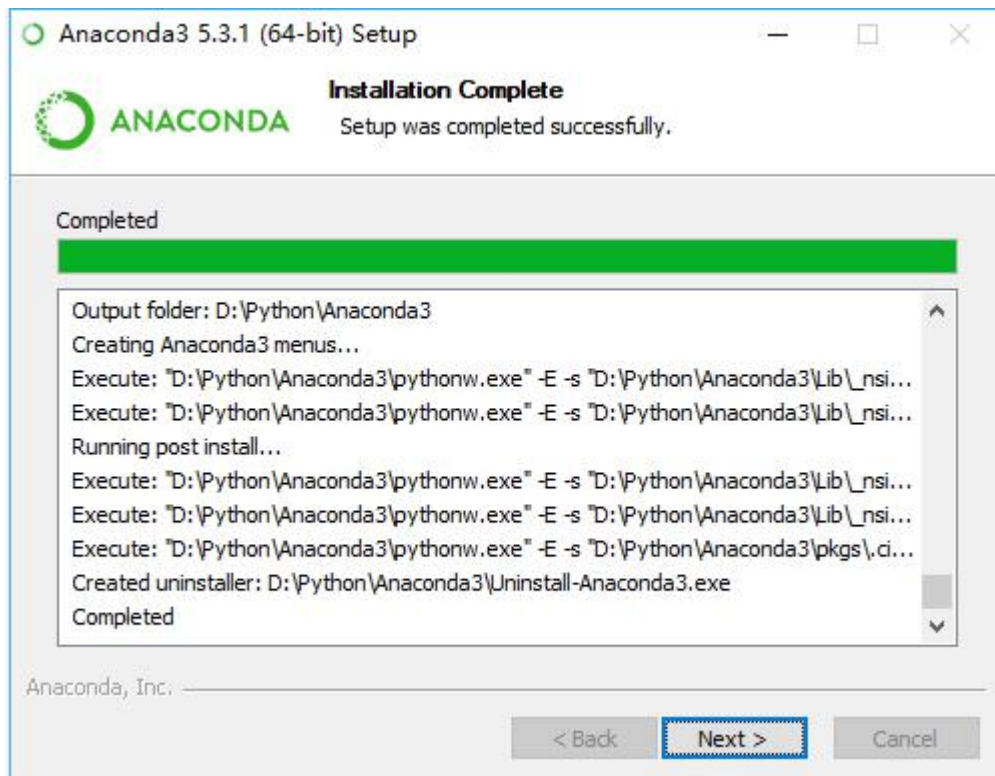 Anaconda3 5.3.1 (64-bit) Setup
ANACONDA
Installation Complete
Setup was completed successfully.
Completed
Output folder: D:\Python\Anaconda3
Creating Anaconda3 menus...
Execute: "D:\Python\Anaconda3\pythonw.exe" -E -s "D:\Python\Anaconda3\Lib\_nsi...
Execute: "D:\Python\Anaconda3\pythonw.exe" -E -s "D:\Python\Anaconda3\Lib\_nsi...
Running post install...
Execute: "D:\Python\Anaconda3\pythonw.exe" -E -s "D:\Python\Anaconda3\Lib\_nsi...
Execute: "D:\Python\Anaconda3\pythonw.exe" -E -s "D:\Python\Anaconda3\Lib\_nsi...
Execute: "D:\Python\Anaconda3\pythonw.exe" -E -s "D:\Python\Anaconda3\pkgs\.ci...
Created uninstaller: D:\Python\Anaconda3\Uninstall-Anaconda3.exe
Completed
Anaconda, Inc.
< Back Next > Cancel